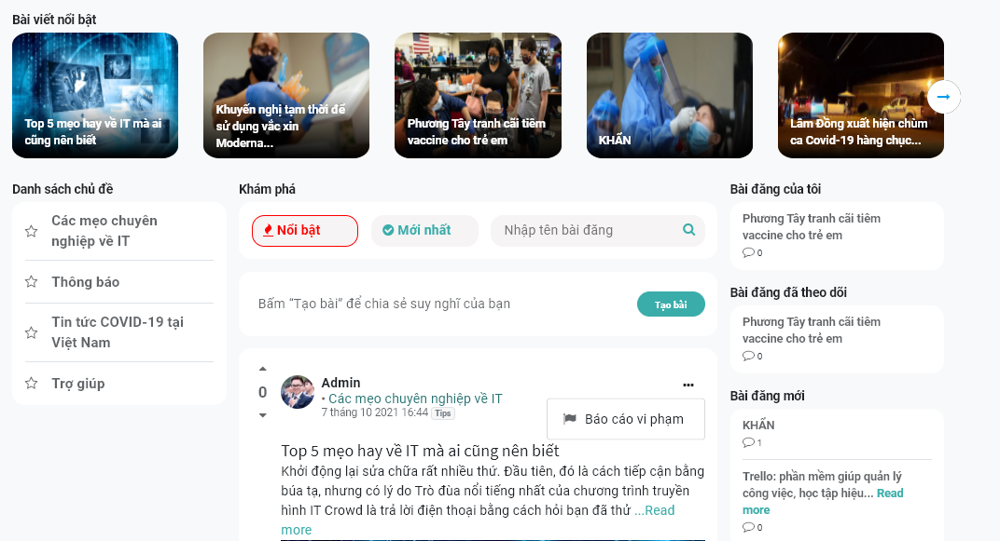 Bài viết nổi bật
Top 5 mẹo hay về IT mà ai
cũng nên biết
Khuyến nghị tạm thời để
sử dụng vắc xin
Moderna...
Phương Tây tranh cãi tiêm
vaccine cho trẻ em
KHẨN
Lâm Đồng xuất hiện chùm
ca Covid-19 hàng chục...
Danh sách chủ đề
Các mẹo chuyên
nghiệp về IT
Thông báo
Tin tức COVID-19 tại
Việt Nam
Trợ giúp
Khám phá
Nổi bật
Mới nhất
Nhập tên bài đăng
Bấm “Tạo bài” để chia sẻ suy nghĩ của bạn
Tạo bài
0
Admin
• Các mẹo chuyên nghiệp về IT
7 tháng 10 2021 16:44 Tips
Báo cáo vi phạm
Top 5 mẹo hay về IT mà ai cũng nên biết
Khởi động lại sửa chữa rất nhiều thứ. Đầu tiên, đó là cách tiếp cận bằng
búa tạ, nhưng có lý do Trò đùa nổi tiếng nhất của chương trình truyền
hình IT Crowd là trả lời điện thoại bằng cách hỏi bạn đã thử ...Read
more
Bài đăng của tôi
Phương Tây tranh cãi tiêm
vaccine cho trẻ em
0
Bài đăng đã theo dõi
Phương Tây tranh cãi tiêm
vaccine cho trẻ em
0
Bài đăng mới
KHẨN
1
Trello: phần mềm giúp quản lý
công việc, học tập hiệu... Read
more
0